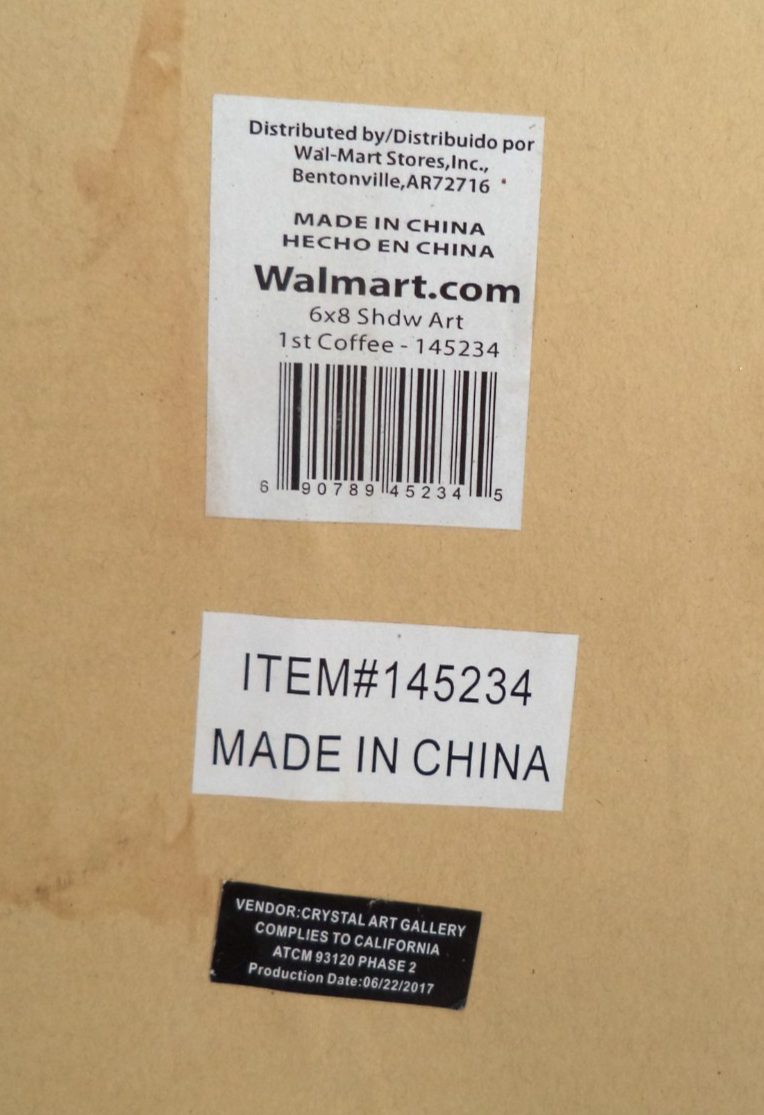 Distributed by/Distribuido por
Wal-Mart Stores,Inc.,
Bentonville,AR72716
MADE IN CHINA
HECHO EN CHINA
Walmart.com
6x8 Shdw Art
1st Coffee - 145234
6 90789 45234 5
ITEM#145234
MADE IN CHINA
VENDOR:CRYSTAL ART GALLERY
COMPLIES TO CALIFORNIA
ATCM 93120 PHASE 2
Production Date:06/22/2017